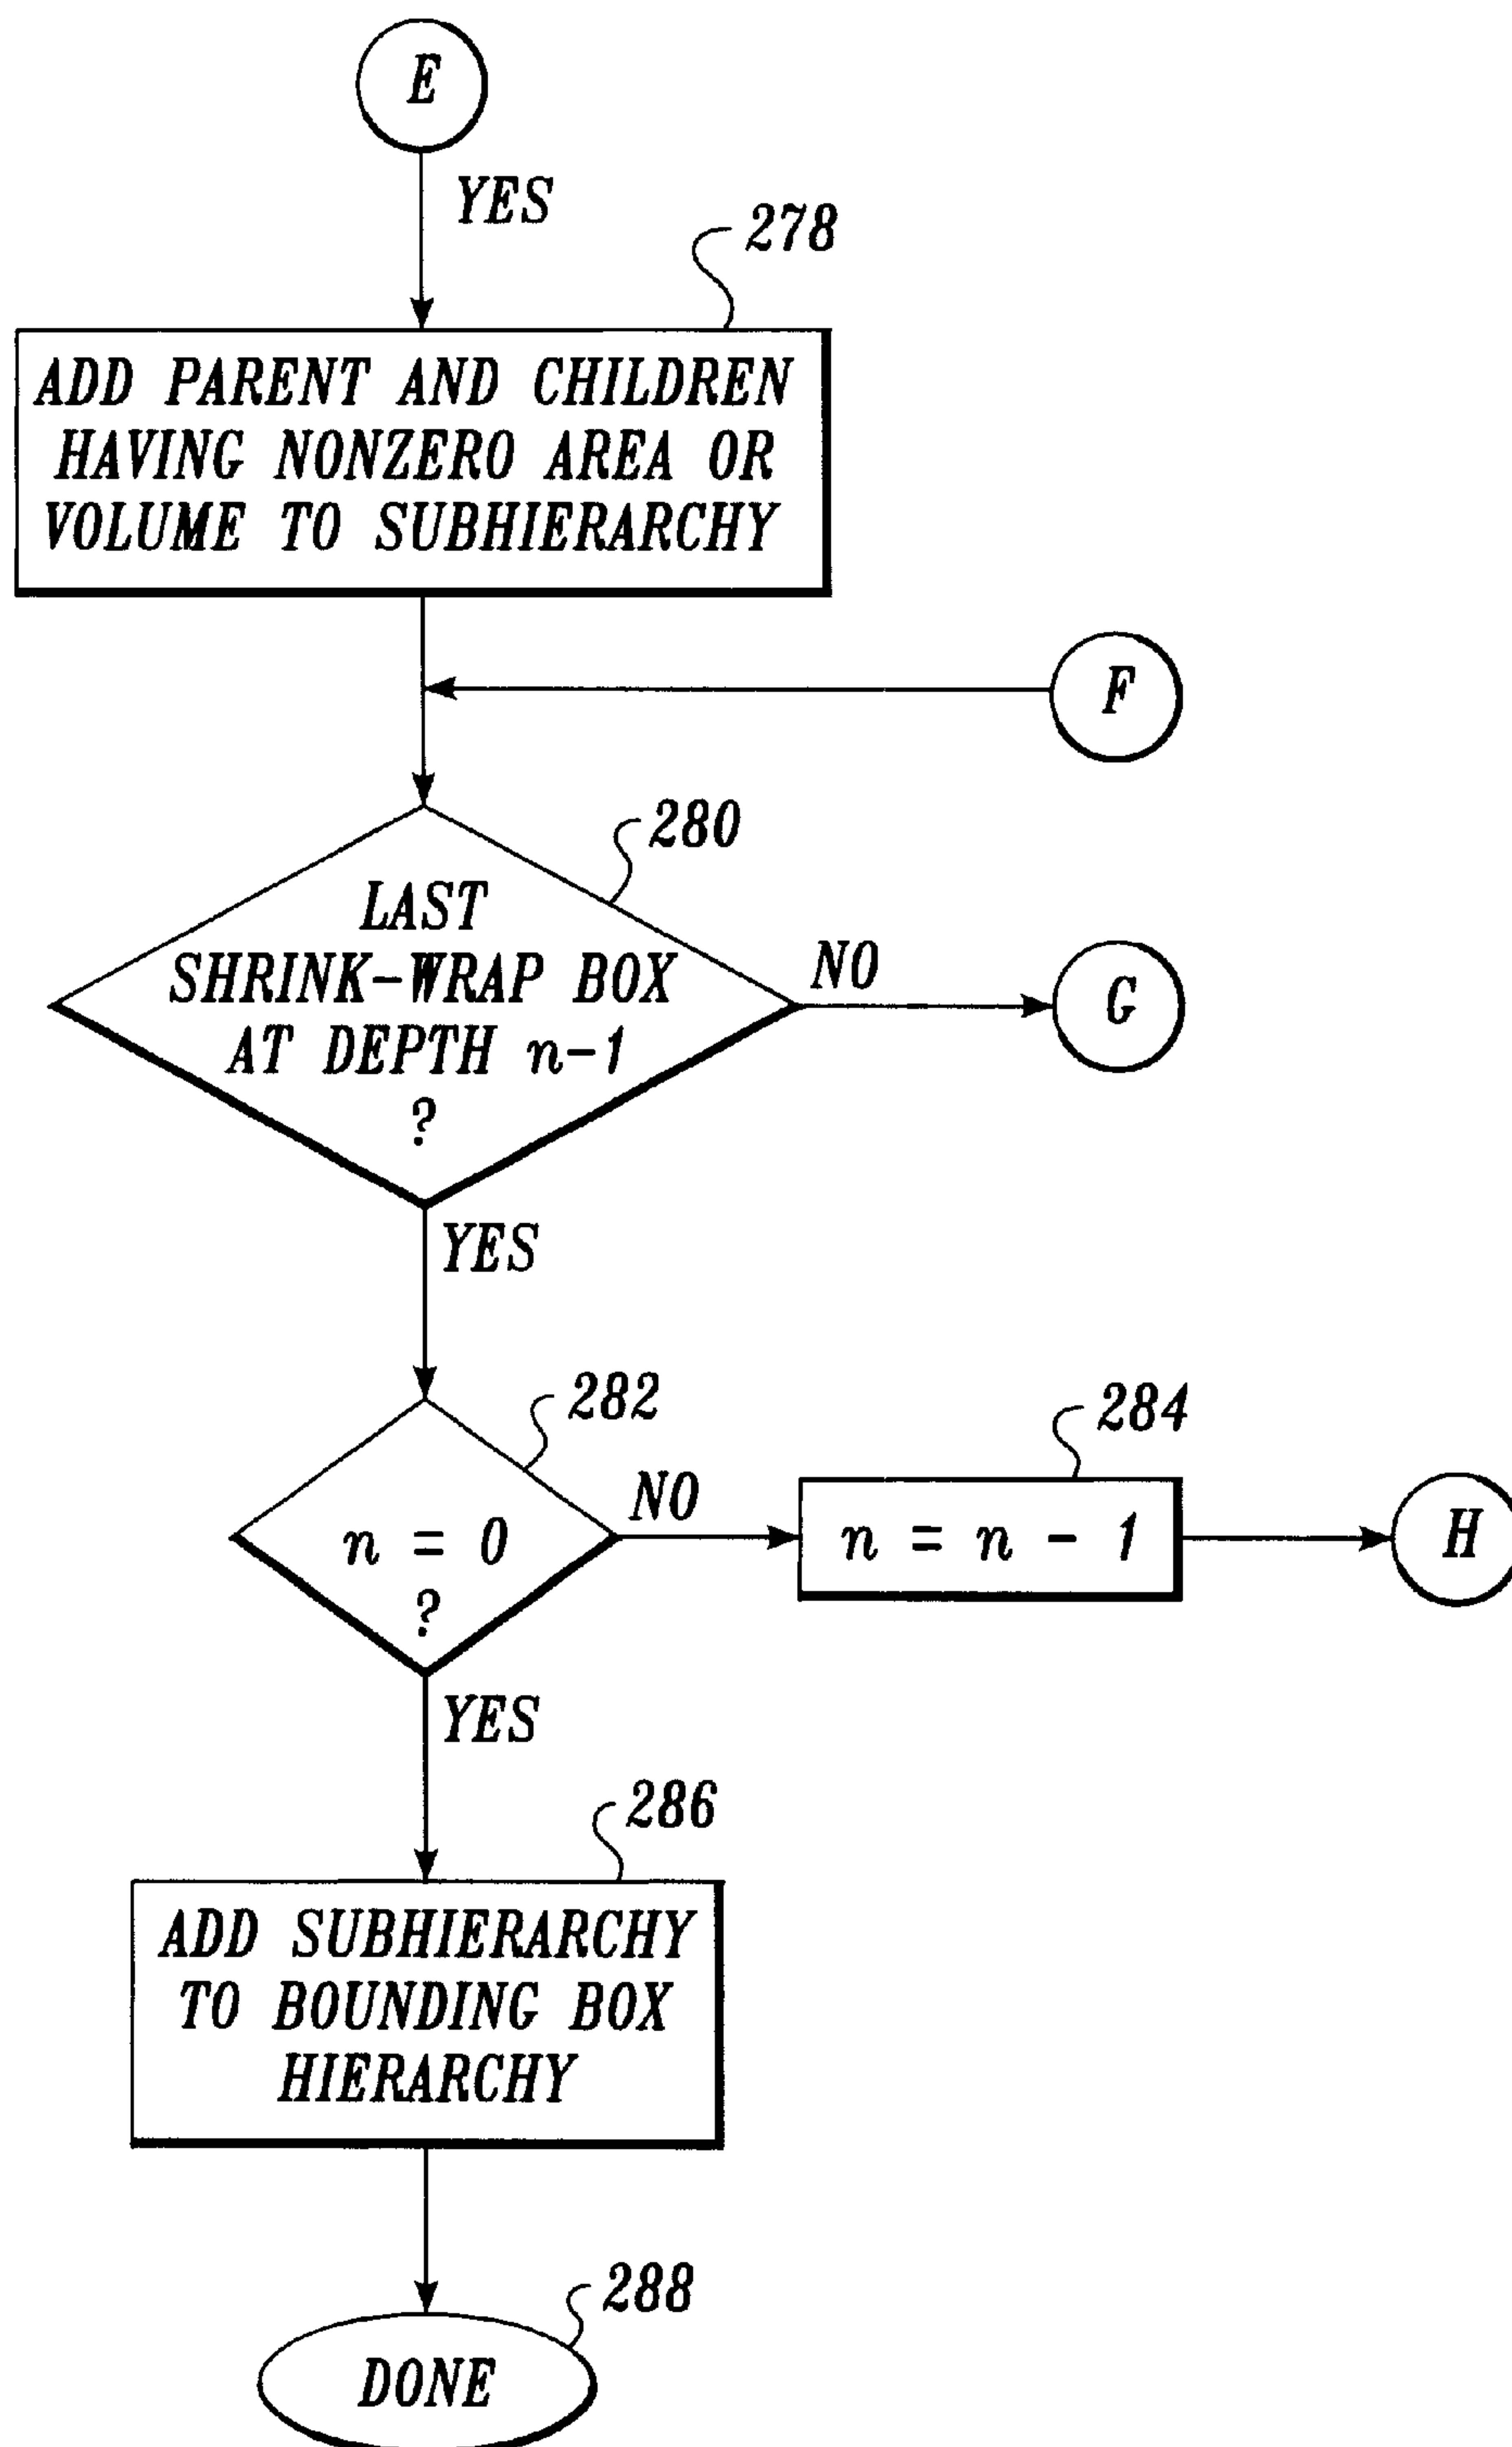 E
YES
278
ADD PARENT AND CHILDREN
HAVING NONZERO AREA OR
VOLUME TO SUBHIERARCHY
F
280
LAST
SHRINK-WRAP BOX
AT DEPTH n-1
?
NO
G
YES
282
n = 0
?
NO
284
n = n - 1
H
YES
286
ADD SUBHIERARCHY
TO BOUNDING BOX
HIERARCHY
288
DONE